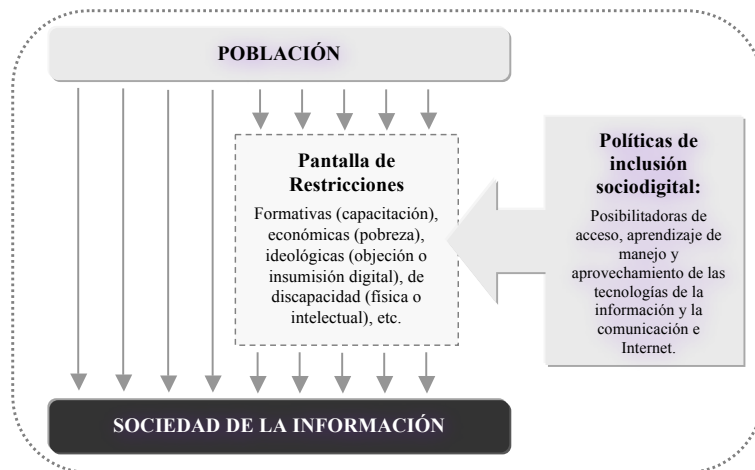 POBLACIÓN
Pantalla de
Restricciones
Formativas (capacitación),
económicas (pobreza),
ideológicas (objeción o
insumisión digital), de
discapacidad (física o
intelectual), etc.
Políticas de
inclusión
sociodigital:
Posibilitadoras de
acceso, aprendizaje de
manejo y
aprovechamiento de las
tecnologías de la
información y la
comunicación e
Internet.
SOCIEDAD DE LA INFORMACIÓN